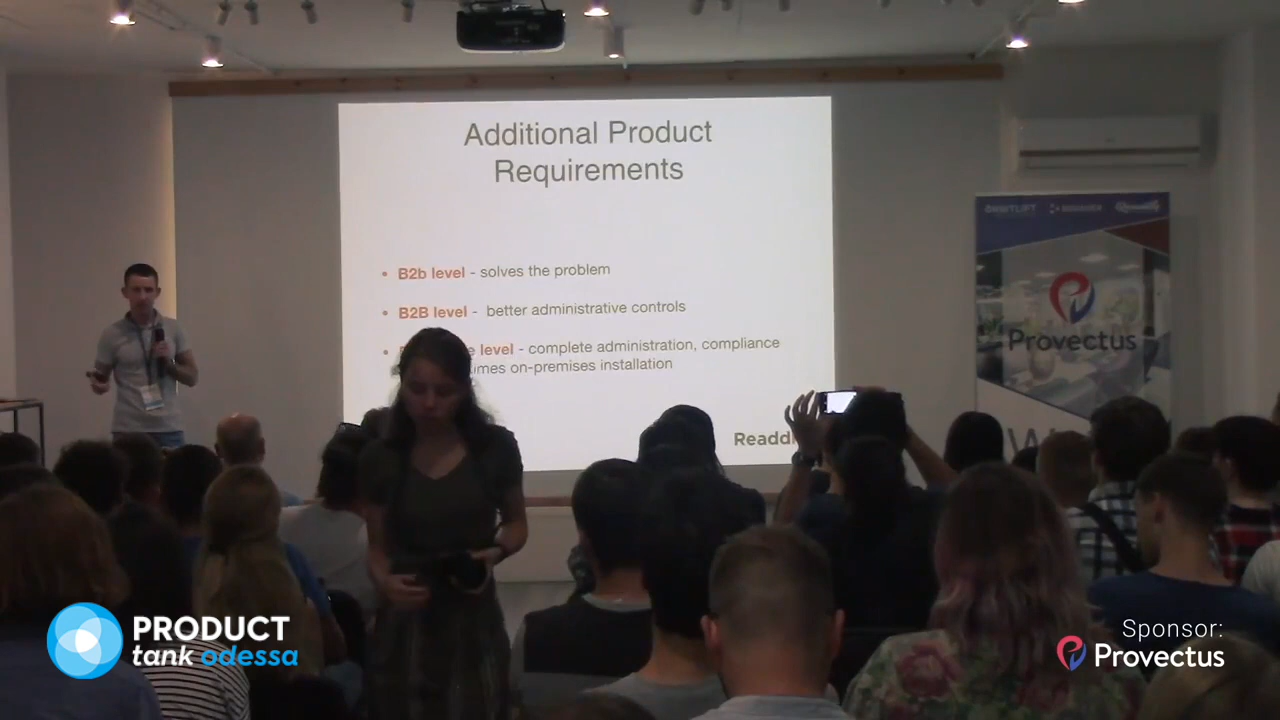 Additional Product
Requirements
• B2b level - solves the problem
• B2B level - better administrative controls
• level - complete administration, compliance
on-premises installation
Provectus
PRODUCT
tank odessa
Sponsor:
Provectus